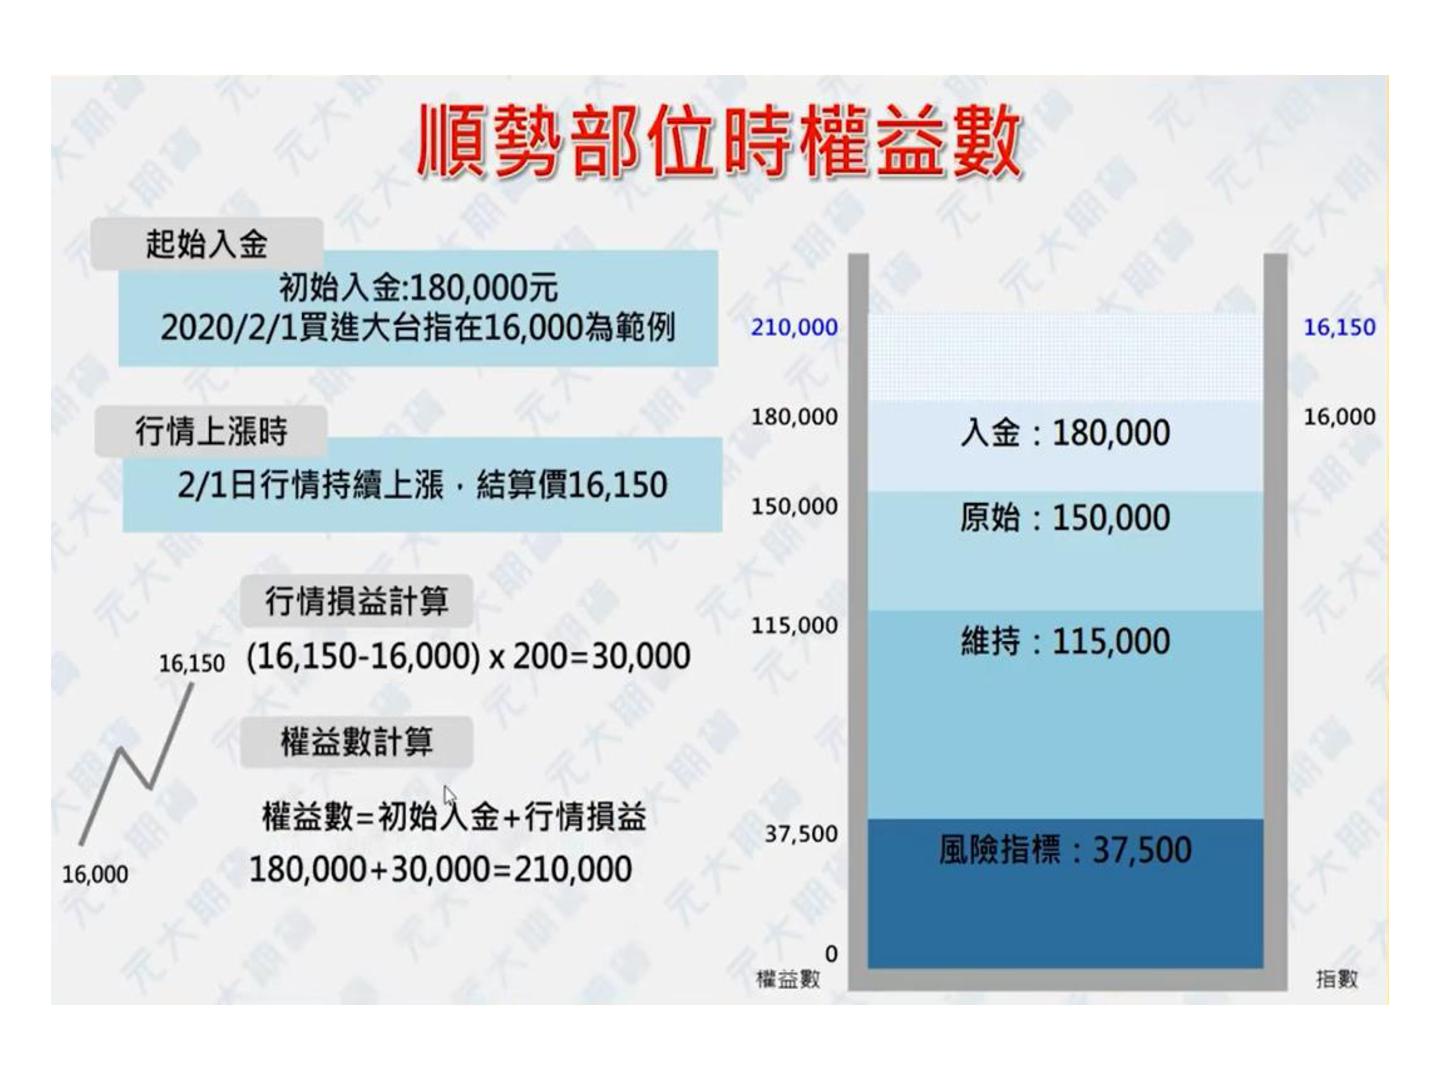 順勢部位時權益數
起始入金
初始入金:180,000元
2020/2/1買進大台指在16,000為範例
行情上漲時
2/1日行情持續上漲，結算價16,150
行情損益計算
16,150
(16,150-16,000) x 200=30,000
權益數計算
權益數=初始入金+行情損益
180,000+30,000=210,000
16,000
210,000
16,150
180,000
入金：180,000
16,000
150,000
原始：150,000
115,000
維持：115,000
37,500
風險指標：37,500
0
權益數
指數
元大期貨